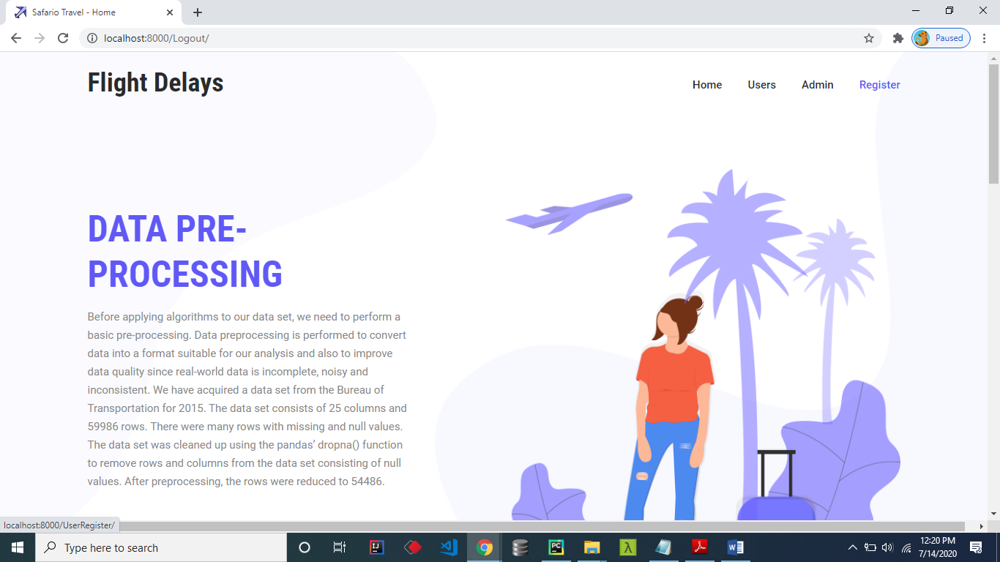 Safario Travel - Home
localhost:8000/Logout/
Paused
Flight Delays
Home Users Admin Register
DATA PRE-
PROCESSING
Before applying algorithms to our data set, we need to perform a
basic pre-processing. Data preprocessing is performed to convert
data into a format suitable for our analysis and also to improve
data quality since real-world data is incomplete, noisy and
inconsistent. We have acquired a data set from the Bureau of
Transportation for 2015. The data set consists of 25 columns and
59986 rows. There were many rows with missing and null values.
The data set was cleaned up using the pandas’ dropna() function
to remove rows and columns from the data set consisting of null
values. After preprocessing, the rows were reduced to 54486.
localhost:8000/UserRegister/
Type here to search
IJ
PC
λ
W
12:20 PM
7/14/2020